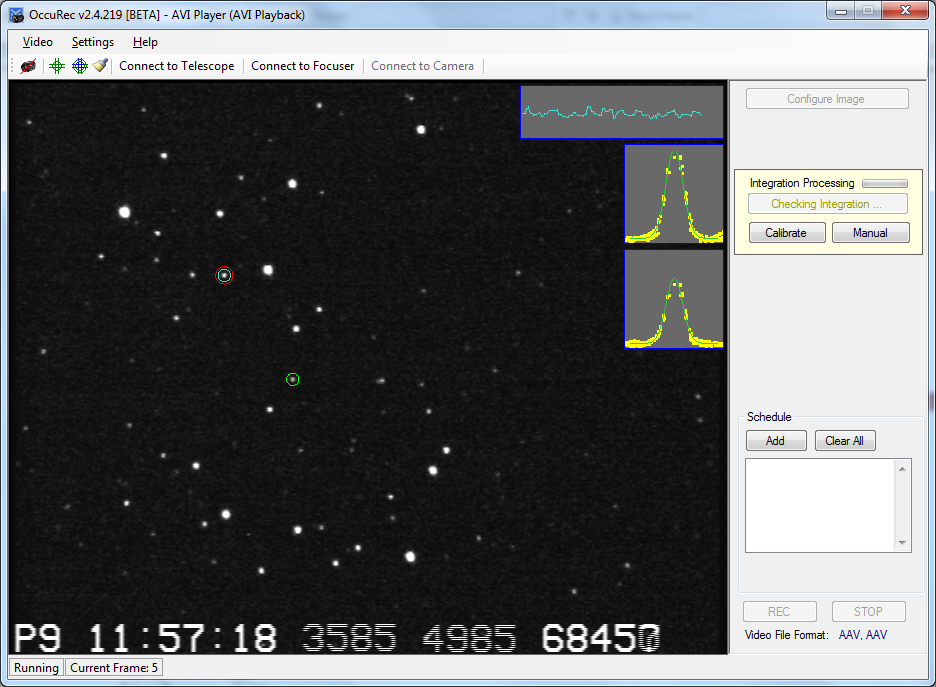 OccuRec v2.4.219 [BETA] - AVI Player (AVI Playback)
Video Settings Help
Connect to Telescope Connect to Focuser Connect to Camera
Configure Image
Integration Processing
Checking Integration ...
Calibrate Manual
Schedule
Add Clear All
REC STOP
Video File Format: AAV, AAV
P9 11:57:18 3585 4985 6845
Running Current Frame: 5